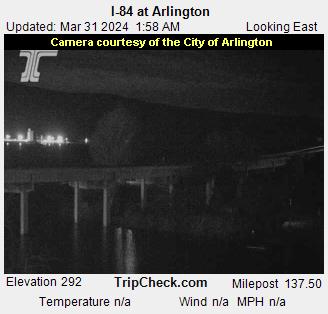 I-84 at Arlington
Updated: Mar 31 2024 1:58 AM Looking East
Camera courtesy of the City of Arlington
Elevation 292 TripCheck.com Milepost 137.50
Temperature n/a Wind n/a MPH n/a